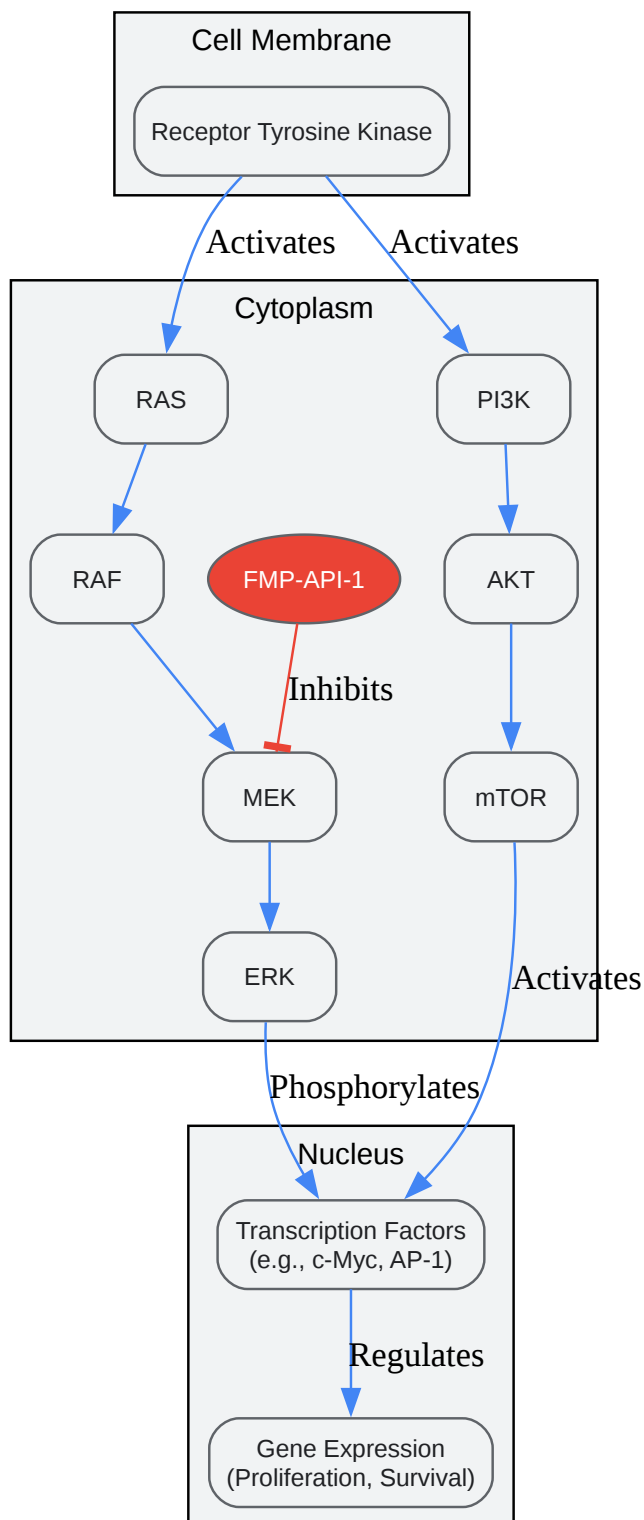 Cell Membrane
Receptor Tyrosine Kinase
Activates
Activates
Cytoplasm
RAS
PI3K
RAF
FMP-API-1
AKT
Inhibits
MEK
mTOR
ERK
Activates
Phosphorylates
Nucleus
Transcription Factors
(e.g., c-Myc, AP-1)
Regulates
Gene Expression
(Proliferation, Survival)